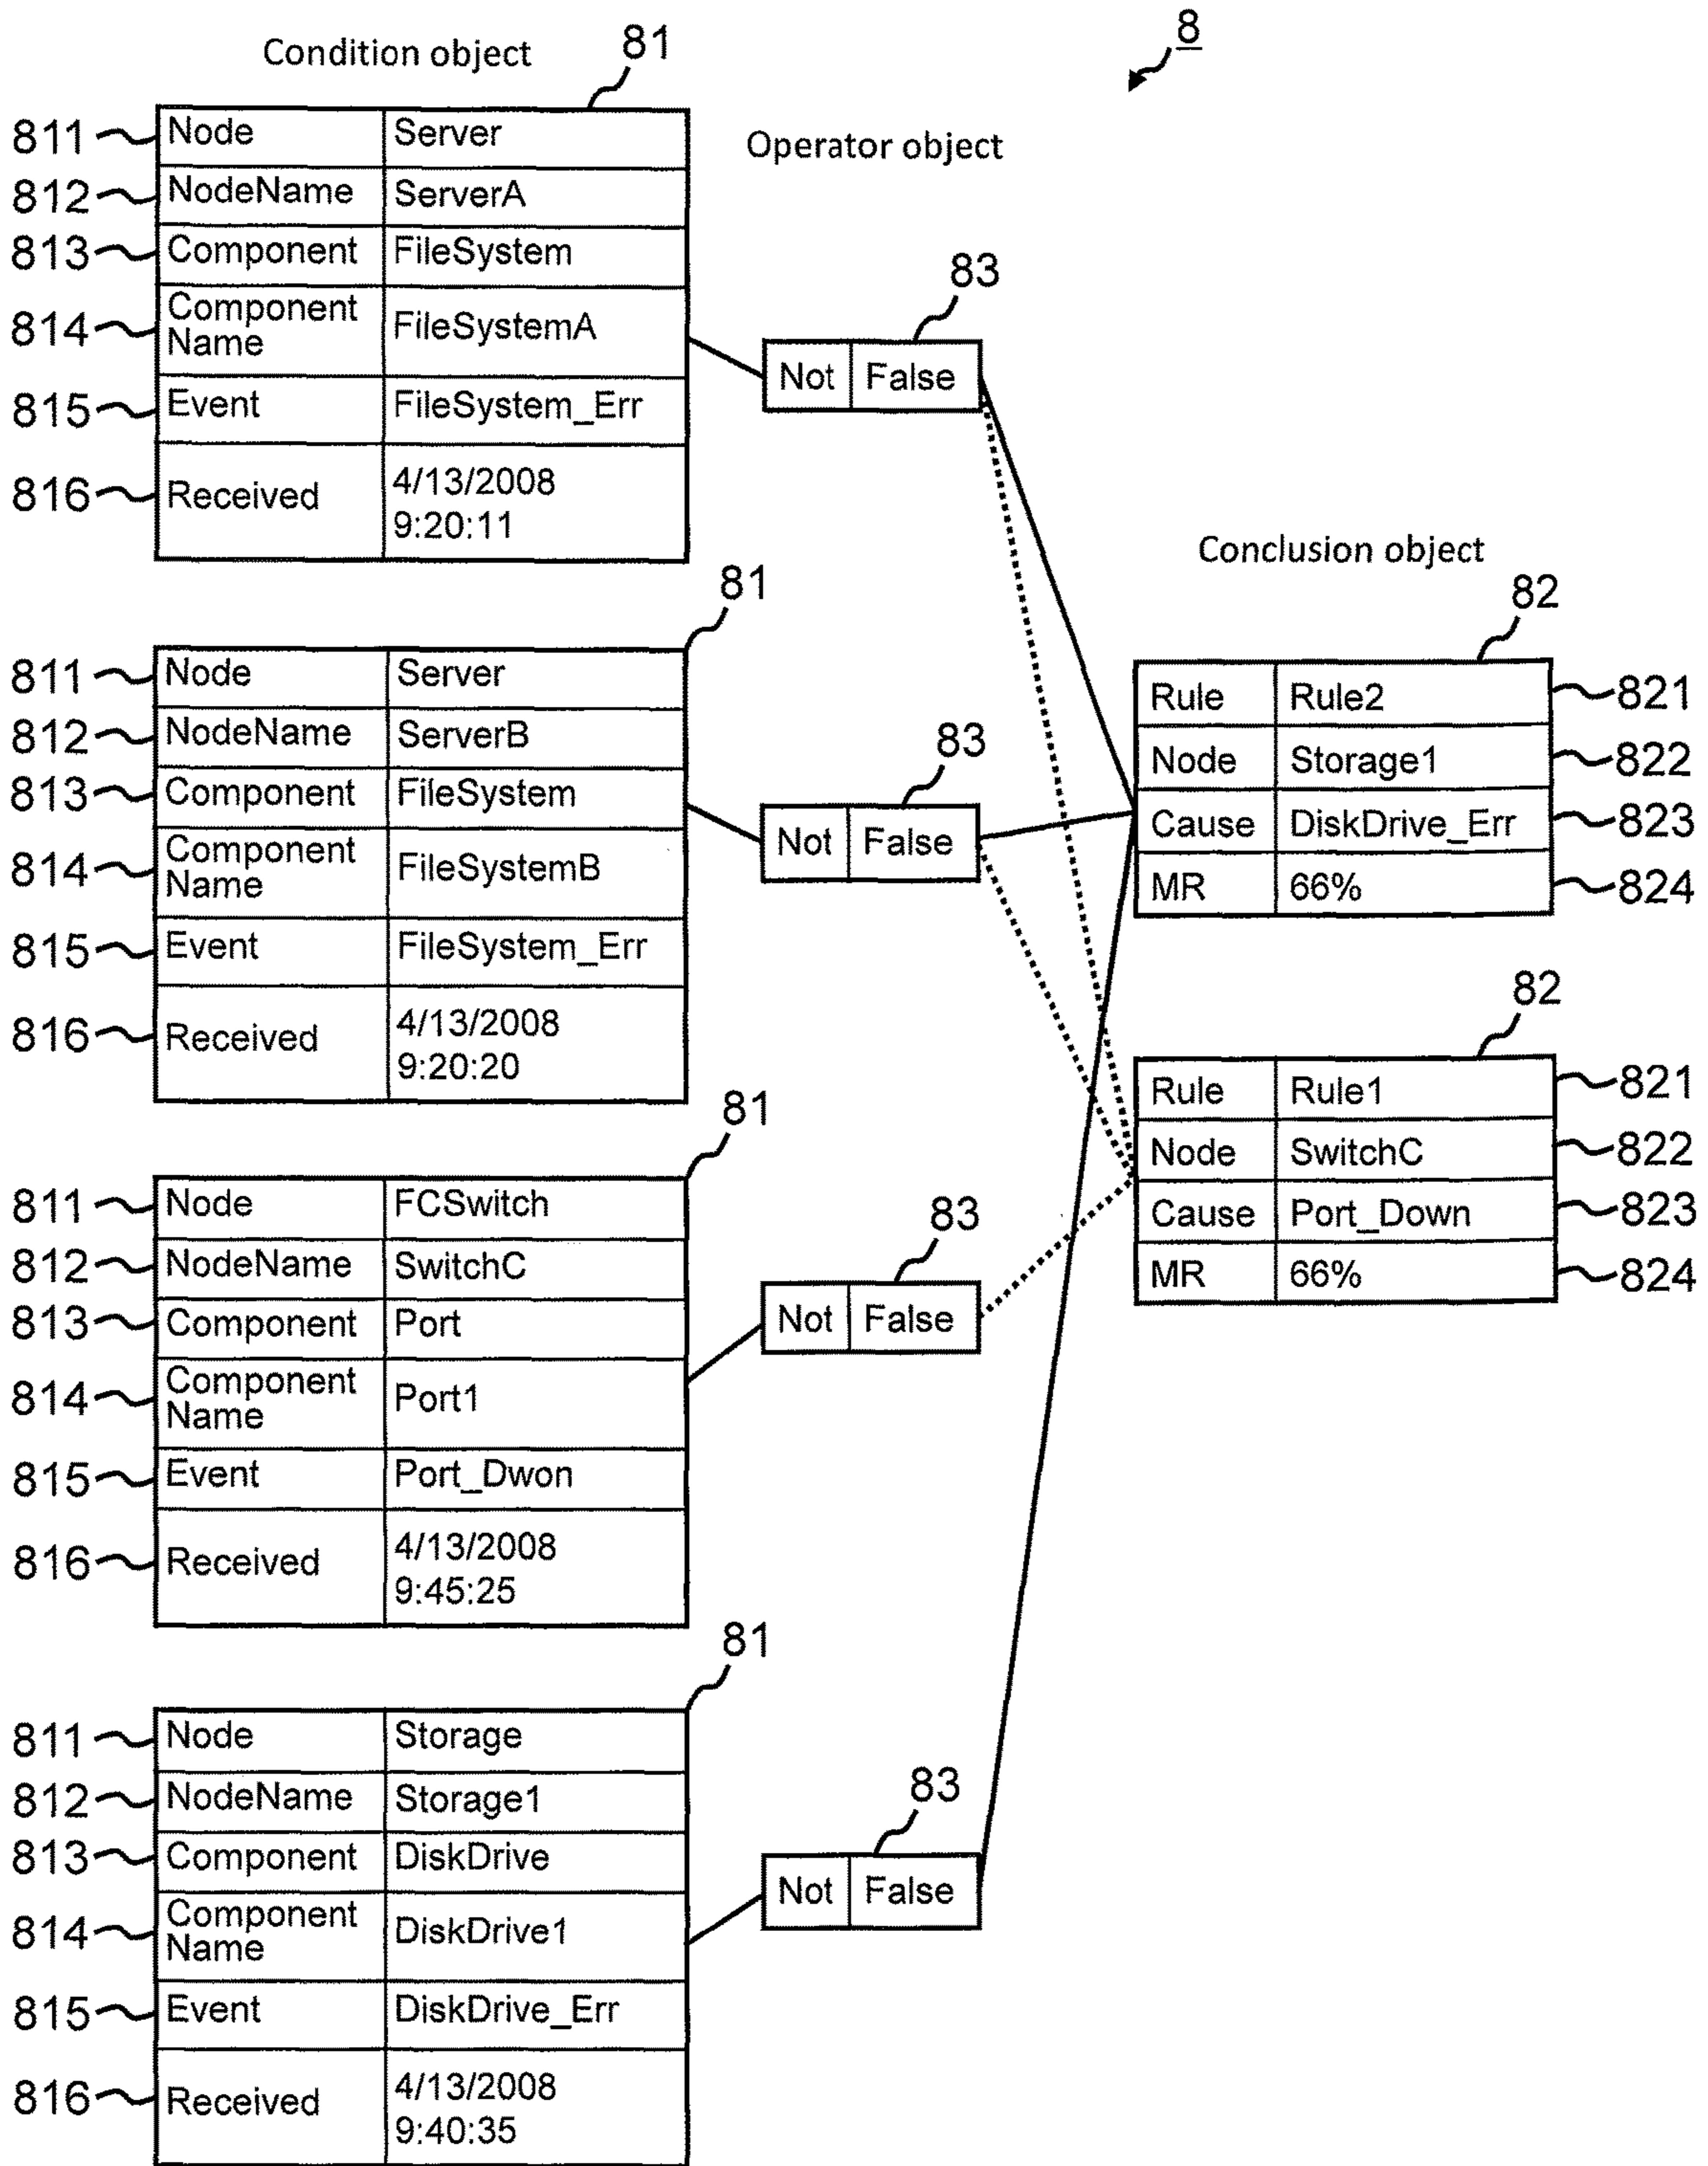 8
Condition object
81
811 Node Server
812 NodeName ServerA
813 Component FileSystem
814 Component Name FileSystemA
815 Event FileSystem_Err
816 Received 4/13/2008
9:20:11
Operator object
83
Not False
81
811 Node Server
812 NodeName ServerB
813 Component FileSystem
814 Component Name FileSystemB
815 Event FileSystem_Err
816 Received 4/13/2008
9:20:20
83
Not False
81
811 Node FCSwitch
812 NodeName SwitchC
813 Component Port
814 Component Name Port1
815 Event Port_Dwon
816 Received 4/13/2008
9:45:25
83
Not False
81
811 Node Storage
812 NodeName Storage1
813 Component DiskDrive
814 Component Name DiskDrive1
815 Event DiskDrive_Err
816 Received 4/13/2008
9:40:35
83
Not False
Conclusion object
82
Rule Rule2 821
Node Storage1 822
Cause DiskDrive_Err 823
MR 66% 824
82
Rule Rule1 821
Node SwitchC 822
Cause Port_Down 823
MR 66% 824